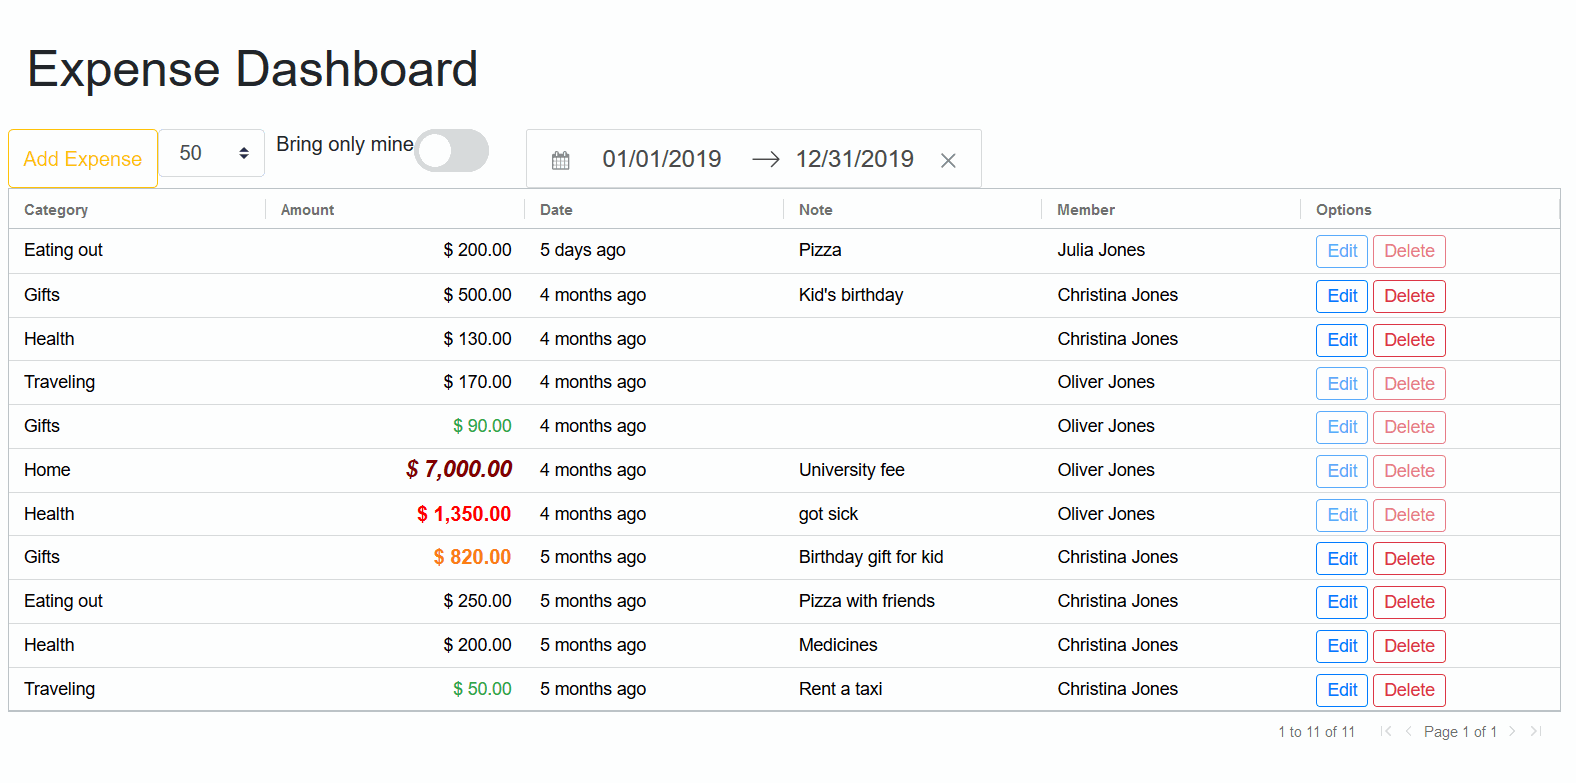 Expense Dashboard
Add Expense 50 Bring only mine 01/01/2019 → 12/31/2019 ×
Category Amount Date Note Member Options
Eating out $ 200.00 5 days ago Pizza Julia Jones Edit Delete
Gifts $ 500.00 4 months ago Kid's birthday Christina Jones Edit Delete
Health $ 130.00 4 months ago Christina Jones Edit Delete
Traveling $ 170.00 4 months ago Oliver Jones Edit Delete
Gifts $ 90.00 4 months ago Oliver Jones Edit Delete
Home $ 7,000.00 4 months ago University fee Oliver Jones Edit Delete
Health $ 1,350.00 4 months ago got sick Oliver Jones Edit Delete
Gifts $ 820.00 5 months ago Birthday gift for kid Christina Jones Edit Delete
Eating out $ 250.00 5 months ago Pizza with friends Christina Jones Edit Delete
Health $ 200.00 5 months ago Medicines Christina Jones Edit Delete
Traveling $ 50.00 5 months ago Rent a taxi Christina Jones Edit Delete
1 to 11 of 11 Page 1 of 1